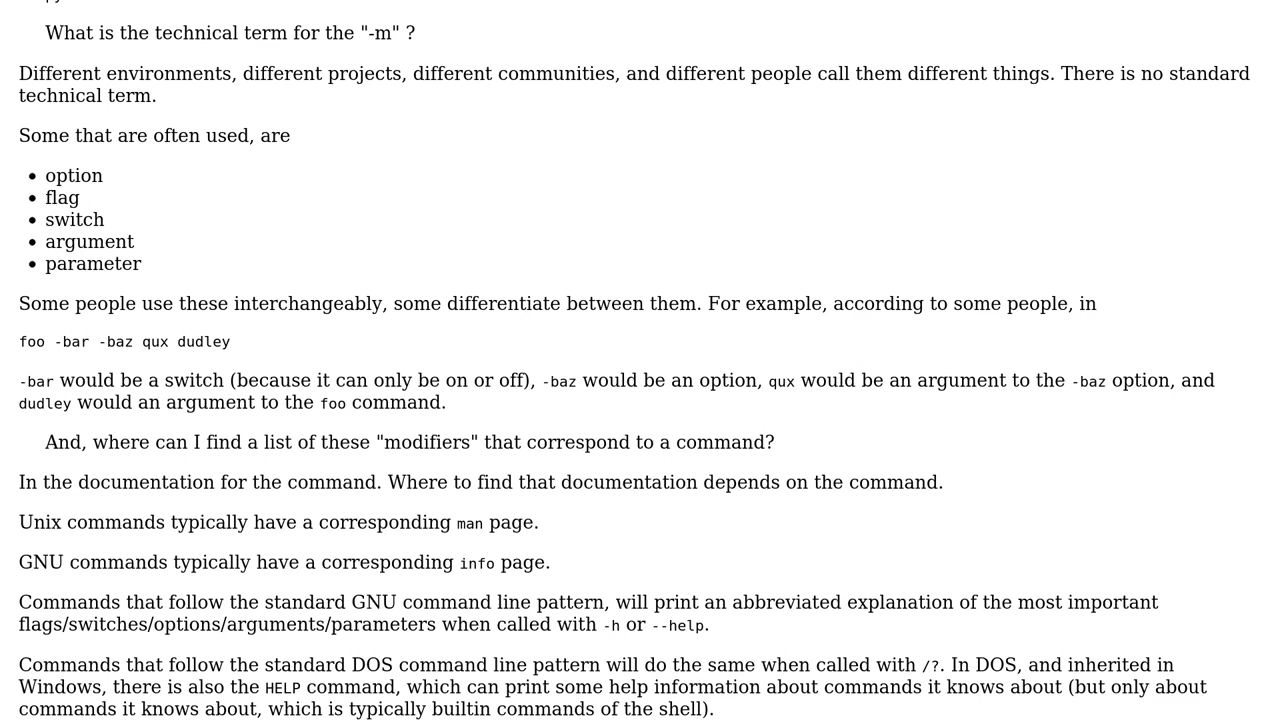 What is the technical term for the "-m" ?
Different environments, different projects, different communities, and different people call them different things. There is no standard
technical term.
Some that are often used, are
• option
• flag
• switch
• argument
• parameter
Some people use these interchangeably, some differentiate between them. For example, according to some people, in
foo -bar -baz qux dudley
-bar would be a switch (because it can only be on or off), -baz would be an option, qux would be an argument to the -baz option, and
dudley would an argument to the foo command.
And, where can I find a list of these "modifiers" that correspond to a command?
In the documentation for the command. Where to find that documentation depends on the command.
Unix commands typically have a corresponding man page.
GNU commands typically have a corresponding info page.
Commands that follow the standard GNU command line pattern, will print an abbreviated explanation of the most important
flags/switches/options/arguments/parameters when called with -h or --help.
Commands that follow the standard DOS command line pattern will do the same when called with /?. In DOS, and inherited in
Windows, there is also the HELP command, which can print some help information about commands it knows about (but only about
commands it knows about, which is typically builtin commands of the shell).